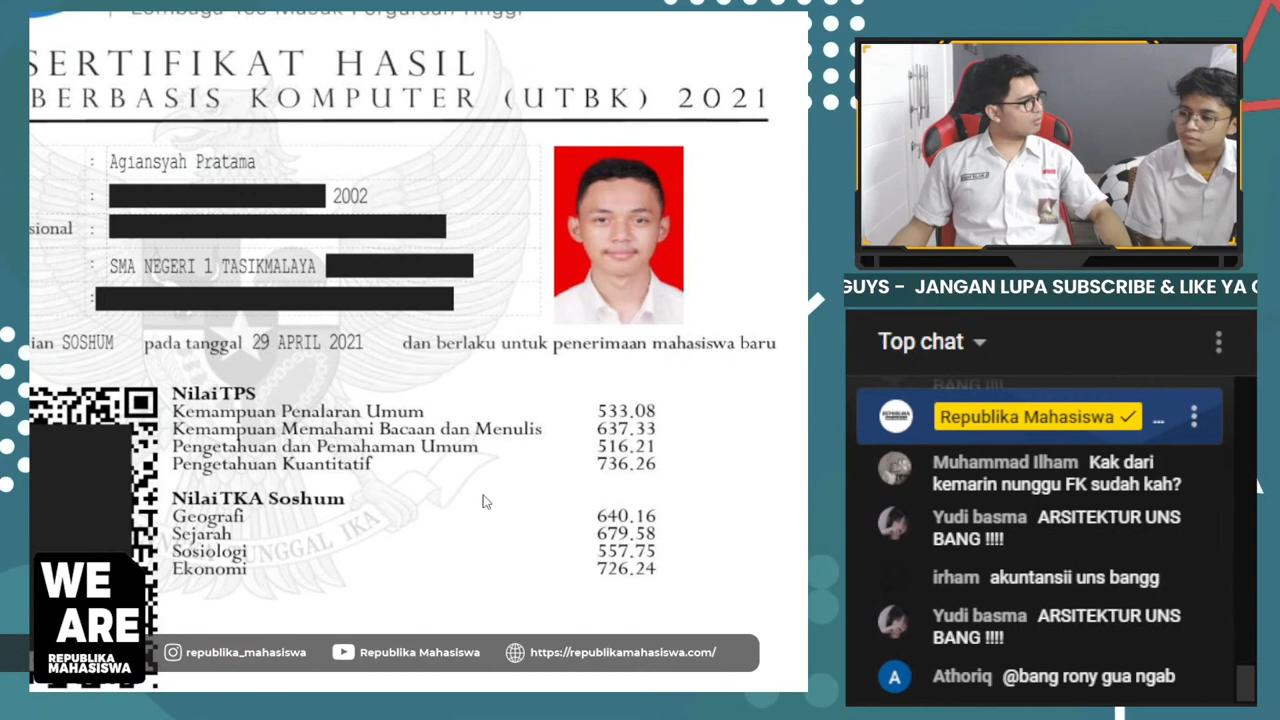 Lembaga Tes Masuk Perguruan Tinggi
SERTIFIKAT HASIL
BERBASIS KOMPUTER (UTBK) 2021
: Agiansyah Pratama
: 2002
sional :
: SMA NEGERI 1 TASIKMALAYA
:
ian SOSHUM pada tanggal 29 APRIL 2021 dan berlaku untuk penerimaan mahasiswa baru
Nilai TPS
Kemampuan Penalaran Umum 533.08
Kemampuan Memahami Bacaan dan Menulis 637.33
Pengetahuan dan Pemahaman Umum 516.21
Pengetahuan Kuantitatif 736.26
Nilai TKA Soshum
Geografi 640.16
Sejarah 679.58
Sosiologi 557.75
Ekonomi 726.24
TUNGGAL IKA
WE
ARE
REPUBLIKA
MAHASISWA
republika_mahasiswa Republika Mahasiswa https://republikamahasiswa.com/
GUYS - JANGAN LUPA SUBSCRIBE & LIKE YA G
Top chat
BANG !!!!
Republika Mahasiswa ...
Muhammad Ilham Kak dari
kemarin nunggu FK sudah kah?
Yudi basma ARSITEKTUR UNS
BANG !!!!
irham akuntansii uns bangg
Yudi basma ARSITEKTUR UNS
BANG !!!!
A Athoriq @bang rony gua ngab